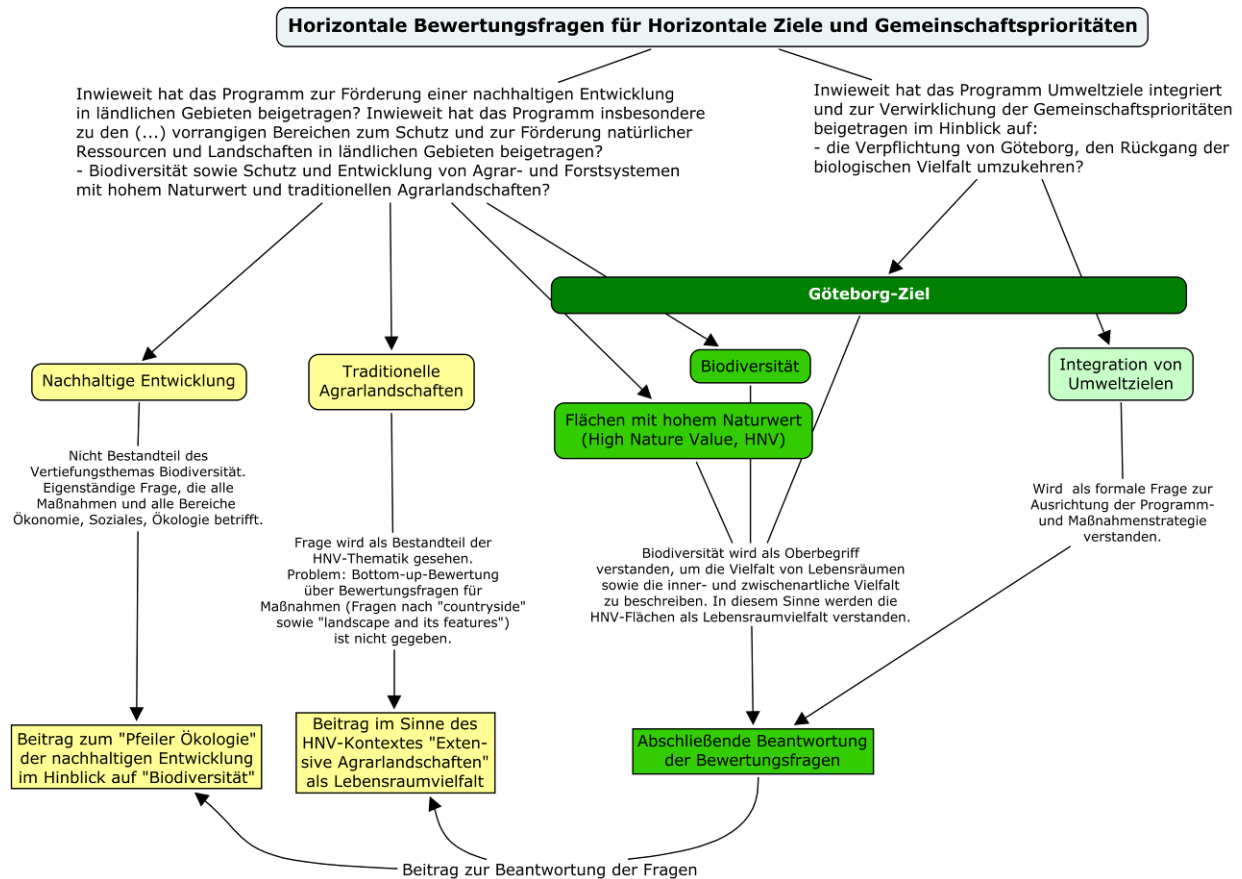 Horizontale Bewertungsfragen für Horizontale Ziele und Gemeinschaftsprioritäten
Inwieweit hat das Programm zur Förderung einer nachhaltigen Entwicklung
in ländlichen Gebieten beigetragen? Inwieweit hat das Programm insbesondere
zu den (...) vorrangigen Bereichen zum Schutz und zur Förderung natürlicher
Ressourcen und Landschaften in ländlichen Gebieten beigetragen?
- Biodiversität sowie Schutz und Entwicklung von Agrar- und Forstsystemen
mit hohem Naturwert und traditionellen Agrarlandschaften?
Inwieweit hat das Programm Umweltziele integriert
und zur Verwirklichung der Gemeinschaftsprioritäten
beigetragen im Hinblick auf:
- die Verpflichtung von Göteborg, den Rückgang der
biologischen Vielfalt umzukehren?
Göteborg-Ziel
Nachhaltige Entwicklung
Traditionelle
Agrarlandschaften
Biodiversität
Flächen mit hohem Naturwert
(High Nature Value, HNV)
Integration von
Umweltzielen
Nicht Bestandteil des
Vertiefungsthemas Biodiversität.
Eigenständige Frage, die alle
Maßnahmen und alle Bereiche
Ökonomie, Soziales, Ökologie betrifft.
Frage wird als Bestandteil der
HNV-Thematik gesehen.
Problem: Bottom-up-Bewertung
über Bewertungsfragen für
Maßnahmen (Fragen nach "countryside"
sowie "landscape and its features")
ist nicht gegeben.
Biodiversität wird als Oberbegriff
verstanden, um die Vielfalt von Lebensräumen
sowie die inner- und zwischenartliche Vielfalt
zu beschreiben. In diesem Sinne werden die
HNV-Flächen als Lebensraumvielfalt verstanden.
Wird als formale Frage zur
Ausrichtung der Programm-
und Maßnahmenstrategie
verstanden.
Beitrag zum "Pfeiler Ökologie"
der nachhaltigen Entwicklung
im Hinblick auf "Biodiversität"
Beitrag im Sinne des
HNV-Kontextes "Exten-
sive Agrarlandschaften"
als Lebensraumvielfalt
Abschließende Beantwortung
der Bewertungsfragen
Beitrag zur Beantwortung der Fragen